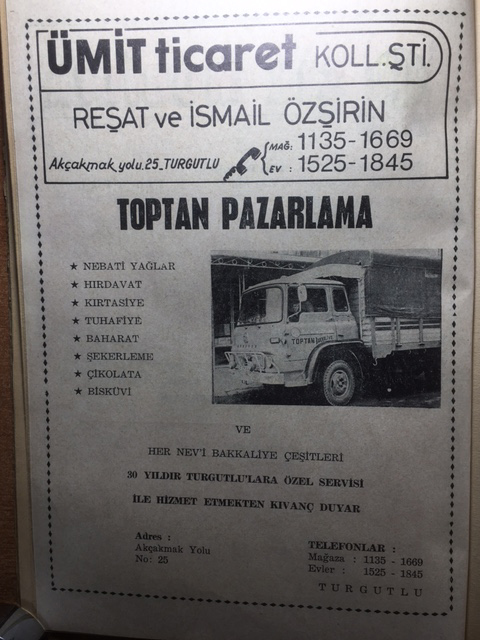 ÜMİT ticaret KOLL.ŞTİ.
REŞAT ve İSMAİL ÖZŞİRİN
Akçakmak yolu.25_TURGUTLU
MAĞ: 1135-1669
EV : 1525-1845
TOPTAN PAZARLAMA
★ NEBATİ YAĞLAR
★ HIRDAVAT
★ KIRTASİYE
★ TUHAFİYE
★ BAHARAT
★ ŞEKERLEME
★ ÇİKOLATA
★ BİSKÜVİ
TOPTAN
VE
HER NEV'İ BAKKALİYE ÇEŞİTLERİ
30 YILDIR TURGUTLU'LARA ÖZEL SERVİSİ
İLE HİZMET ETMEKTEN KIVANÇ DUYAR
Adres :
Akçakmak Yolu
No: 25
TELEFONLAR :
Mağaza : 1135 - 1669
Evler : 1525 - 1845
TURGUTLU